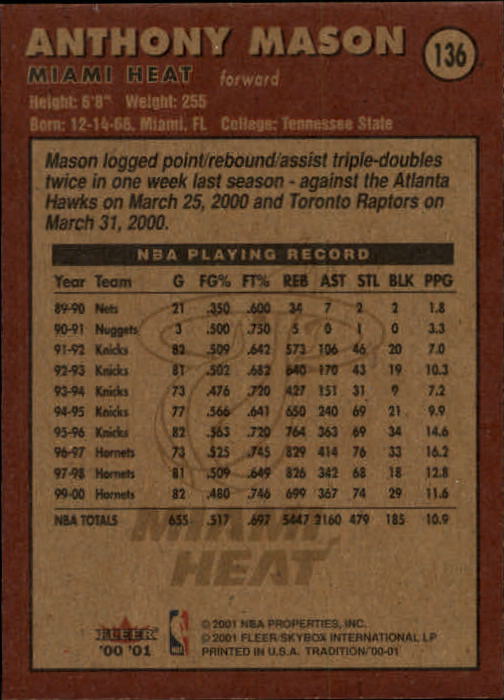 ANTHONY MASON
136
MIAMI HEAT forward
Height: 6'8" Weight: 255
Born: 12-14-66, Miami, FL College: Tennessee State
Mason logged point/rebound/assist triple-doubles
twice in one week last season - against the Atlanta
Hawks on March 25, 2000 and Toronto Raptors on
March 31, 2000.
NBA PLAYING RECORD
Year Team G FG% FT% REB AST STL BLK PPG
89-90 Nets 21 .350 .600 34 7 2 2 1.8
90-91 Nuggets 3 .500 .750 5 0 1 0 3.3
91-92 Knicks 82 .509 .642 573 106 46 20 7.0
92-93 Knicks 81 .502 .682 640 170 43 19 10.3
93-94 Knicks 73 .476 .720 427 151 31 9 7.2
94-95 Knicks 77 .566 .641 650 240 69 21 9.9
95-96 Knicks 82 .563 .720 764 363 69 34 14.6
96-97 Hornets 73 .525 .745 829 414 76 33 16.2
97-98 Hornets 81 .509 .649 826 342 68 18 12.8
99-00 Hornets 82 .480 .746 699 367 74 29 11.6
NBA TOTALS 655 .517 .697 5447 2160 479 185 10.9
MIAMI
HEAT
FLEER
'00 '01
© 2001 NBA PROPERTIES, INC.
© 2001 FLEER/SKYBOX INTERNATIONAL LP
PRINTED IN U.S.A. TRADITION/'00-01